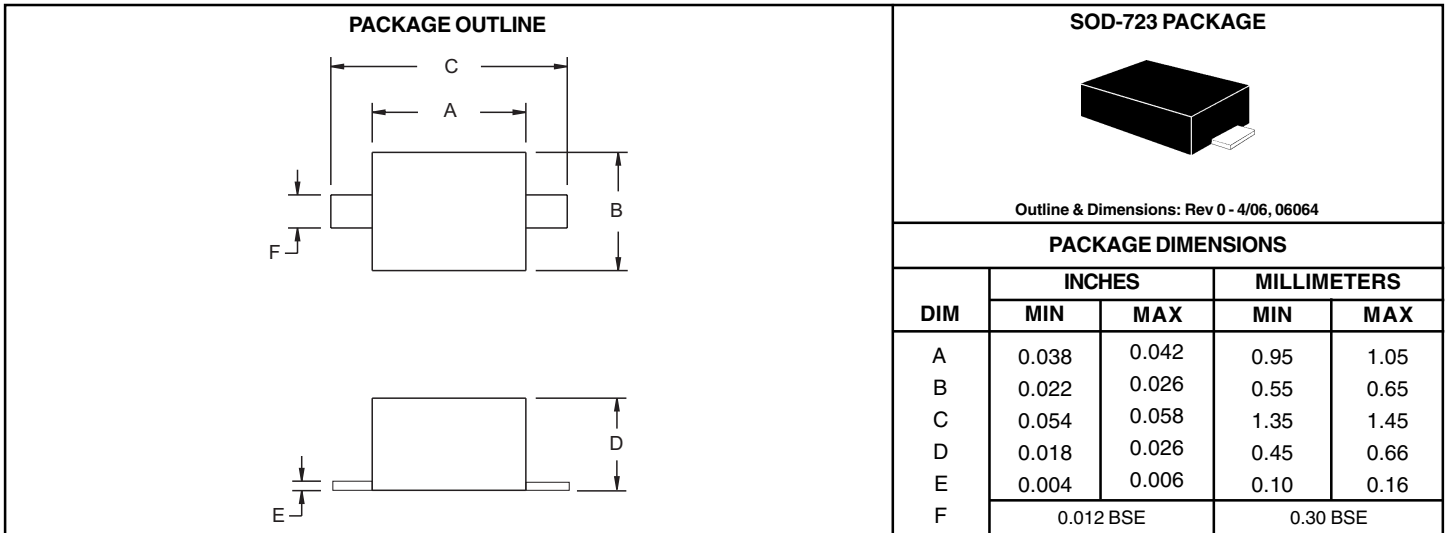 PACKAGE OUTLINE
C
A
B
F
D
E
SOD-723 PACKAGE
Outline & Dimensions: Rev 0 - 4/06, 06064
PACKAGE DIMENSIONS
INCHES MILLIMETERS
DIM MIN MAX MIN MAX
A 0.038 0.042 0.95 1.05
B 0.022 0.026 0.55 0.65
C 0.054 0.058 1.35 1.45
D 0.018 0.026 0.45 0.66
E 0.004 0.006 0.10 0.16
F 0.012 BSE 0.30 BSE